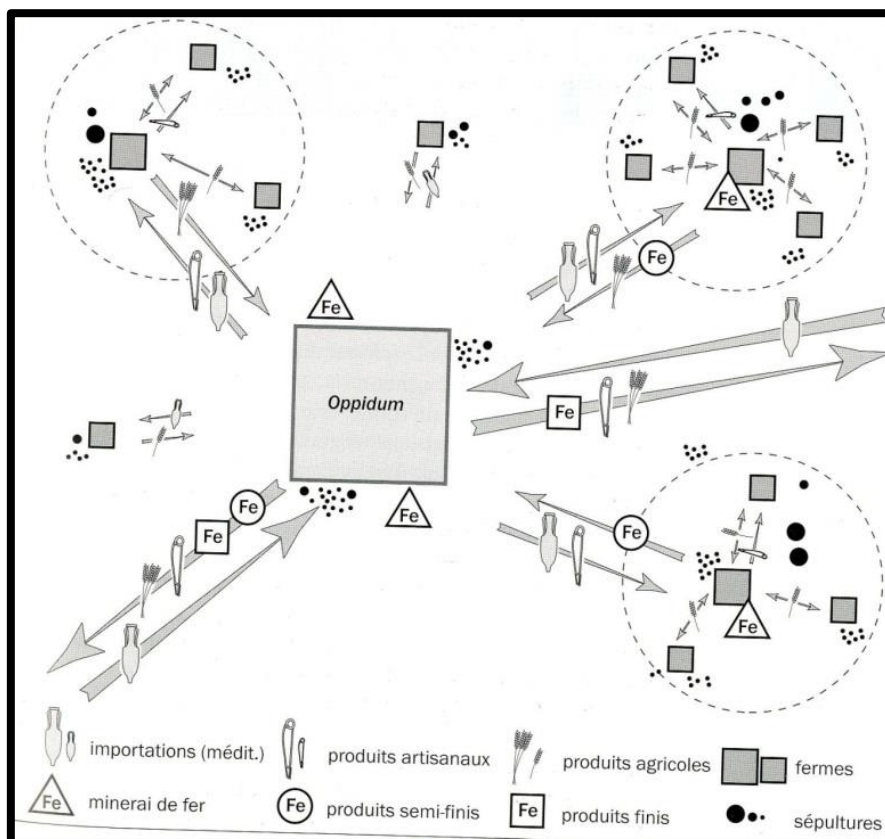 Fe
Fe
Fe
Oppidum
Fe
Fe
Fe
Fe
Fe
Fe
Fe
importations (médit.)
produits artisanaux
produits agricoles
fermes
Fe minerai de fer
Fe produits semi-finis
Fe produits finis
sépultures